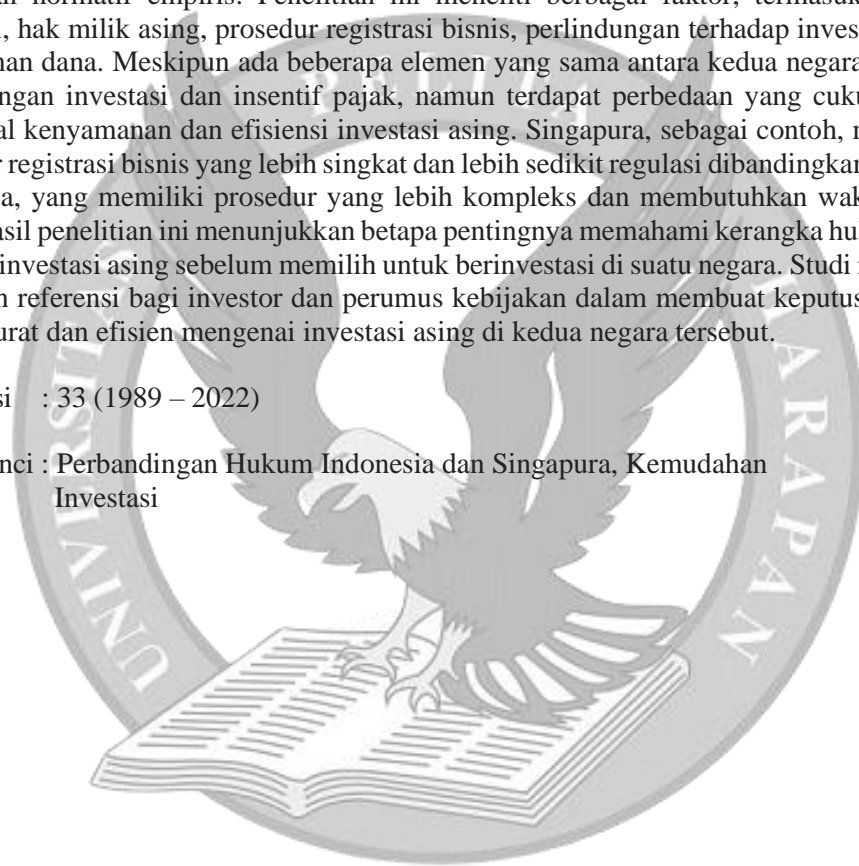 an normatif empiris. Penelitian ini meneliti berbagai faktor, termasuk
i, hak milik asing, prosedur registrasi bisnis, perlindungan terhadap inves
nan dana. Meskipun ada beberapa elemen yang sama antara kedua negara
ngan investasi dan insentif pajak, namun terdapat perbedaan yang cuku
al kenyamanan dan efisiensi investasi asing. Singapura, sebagai contoh,
r registrasi bisnis yang lebih singkat dan lebih sedikit regulasi dibandingkan
a, yang memiliki prosedur yang lebih kompleks dan membutuhkan wak
asil penelitian ini menunjukkan betapa pentingnya memahami kerangka hu
investasi asing sebelum memilih untuk berinvestasi di suatu negara. Studi
n referensi bagi investor dan perumus kebijakan dalam membuat keputus
urat dan efisien mengenai investasi asing di kedua negara tersebut.
si : 33 (1989 – 2022)
nci : Perbandingan Hukum Indonesia dan Singapura, Kemudahan
Investasi
UNIVERSITAS PELITA HARAPAN